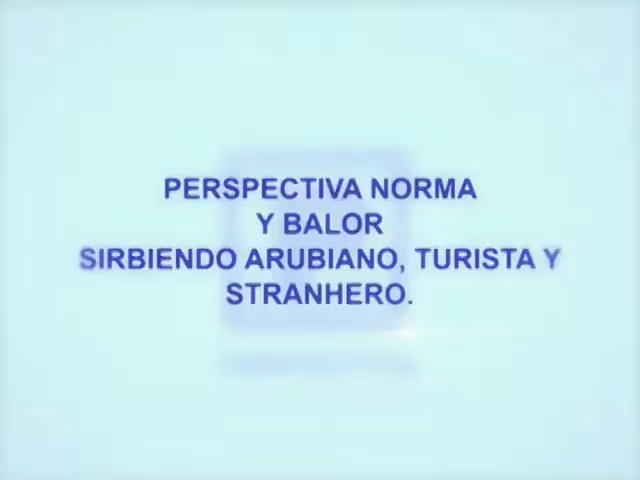 PERSPECTIVA NORMA
Y BALOR
SIRBIENDO ARUBIANO, TURISTA Y
STRANHERO.